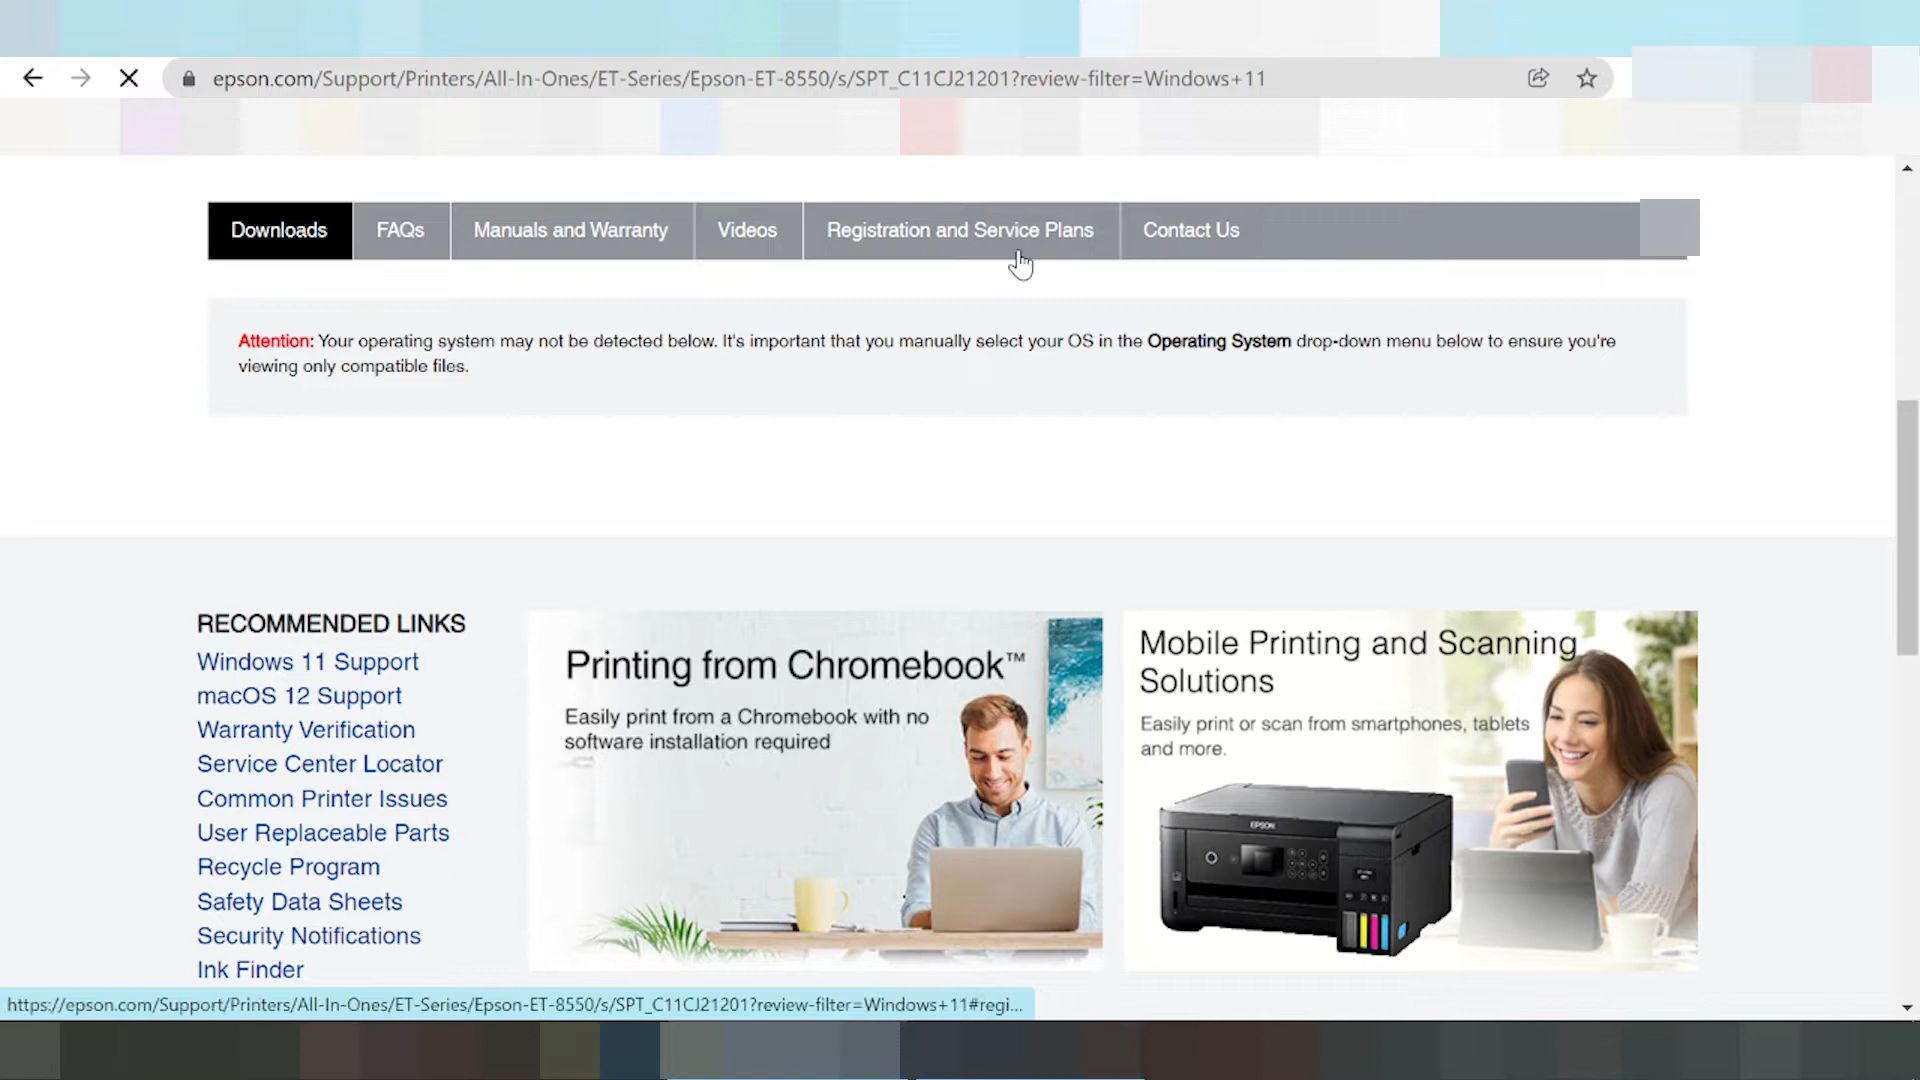 epson.com/Support/Printers/All-In-Ones/ET-Series/Epson-ET-8550/s/SPT_C11CJ21201?review-filter=Windows+11
Downloads FAQs Manuals and Warranty Videos Registration and Service Plans Contact Us
Attention: Your operating system may not be detected below. It's important that you manually select your OS in the Operating System drop-down menu below to ensure you're
viewing only compatible files.
RECOMMENDED LINKS
Windows 11 Support
macOS 12 Support
Warranty Verification
Service Center Locator
Common Printer Issues
User Replaceable Parts
Recycle Program
Safety Data Sheets
Security Notifications
Ink Finder
Printing from Chromebook™
Easily print from a Chromebook with no
software installation required
Mobile Printing and Scanning
Solutions
Easily print or scan from smartphones, tablets
and more.
EPSON
https://epson.com/Support/Printers/All-In-Ones/ET-Series/Epson-ET-8550/s/SPT_C11CJ21201?review-filter=Windows+11#regi...